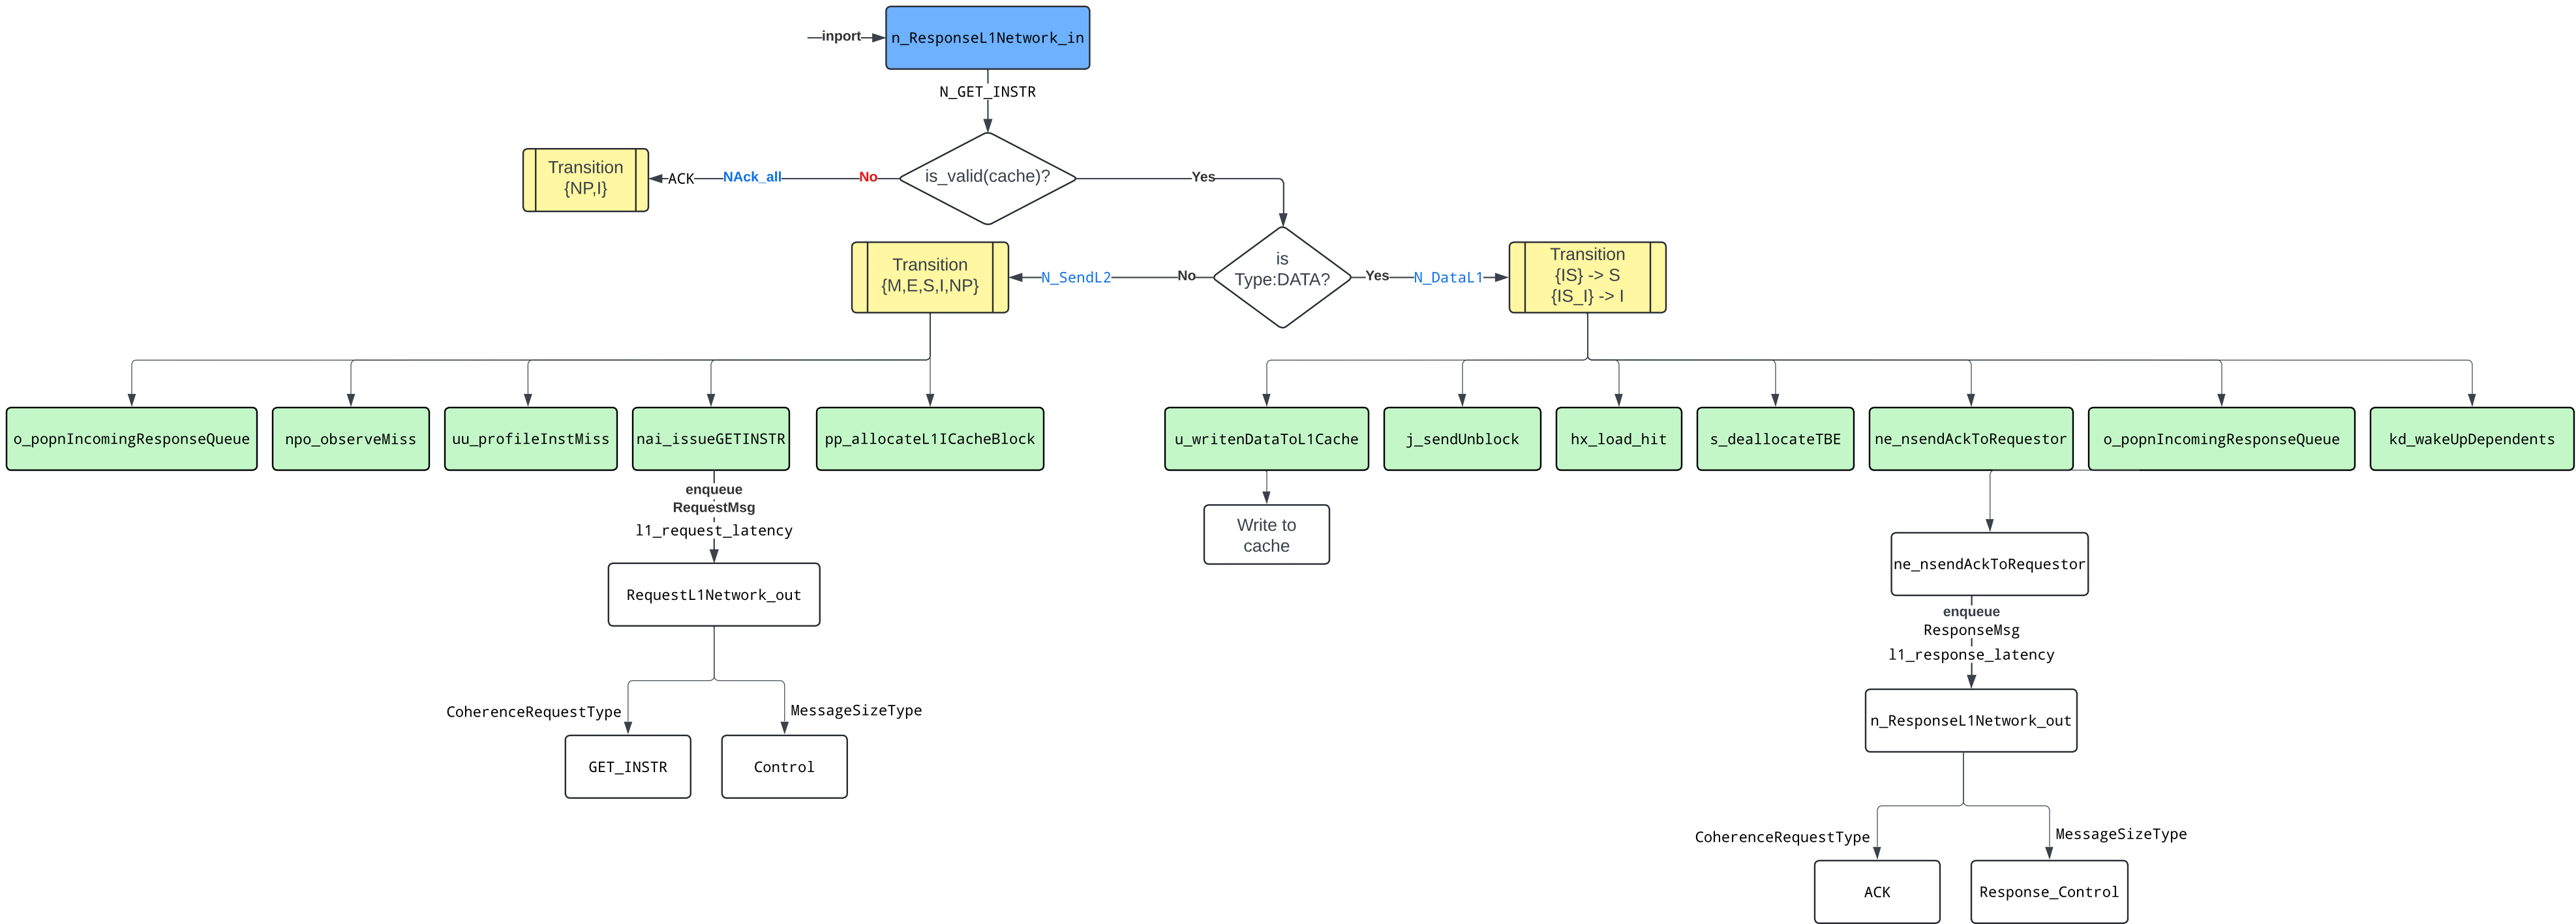 inport
n_ResponseL1Network_in
N_GET_INSTR
is_valid(cache)?
No
NAck_all
ACK
Transition
{NP,I}
Yes
is
Type:DATA?
No
N_SendL2
Transition
{M,E,S,I,NP}
Yes
N_DataL1
Transition
{IS} -> S
{IS_I} -> I
o_popnIncomingResponseQueue
npo_observeMiss
uu_profileInstMiss
nai_issueGETINSTR
pp_allocateL1ICacheBlock
u_writenDataToL1Cache
j_sendUnblock
hx_load_hit
s_deallocateTBE
ne_nsendAckToRequestor
o_popnIncomingResponseQueue
kd_wakeUpDependents
enqueue
RequestMsg
l1_request_latency
RequestL1Network_out
CoherenceRequestType
MessageSizeType
GET_INSTR
Control
Write to
cache
ne_nsendAckToRequestor
enqueue
ResponseMsg
l1_response_latency
n_ResponseL1Network_out
CoherenceRequestType
MessageSizeType
ACK
Response_Control